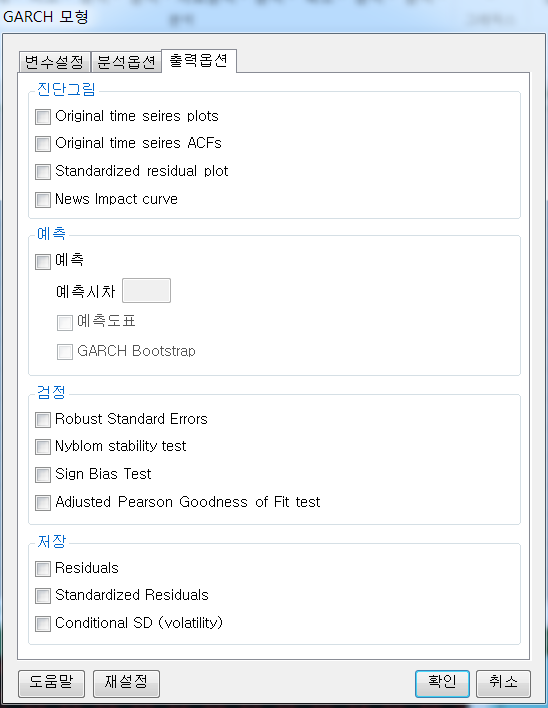 GARCH 모형
변수설정 분석옵션 출력옵션
진단그림
Original time seires plots
Original time seires ACFs
Standardized residual plot
News Impact curve
예측
예측
예측시차
예측도표
GARCH Bootstrap
검정
Robust Standard Errors
Nyblom stability test
Sign Bias Test
Adjusted Pearson Goodness of Fit test
저장
Residuals
Standardized Residuals
Conditional SD (volatility)
도움말 재설정 확인 취소